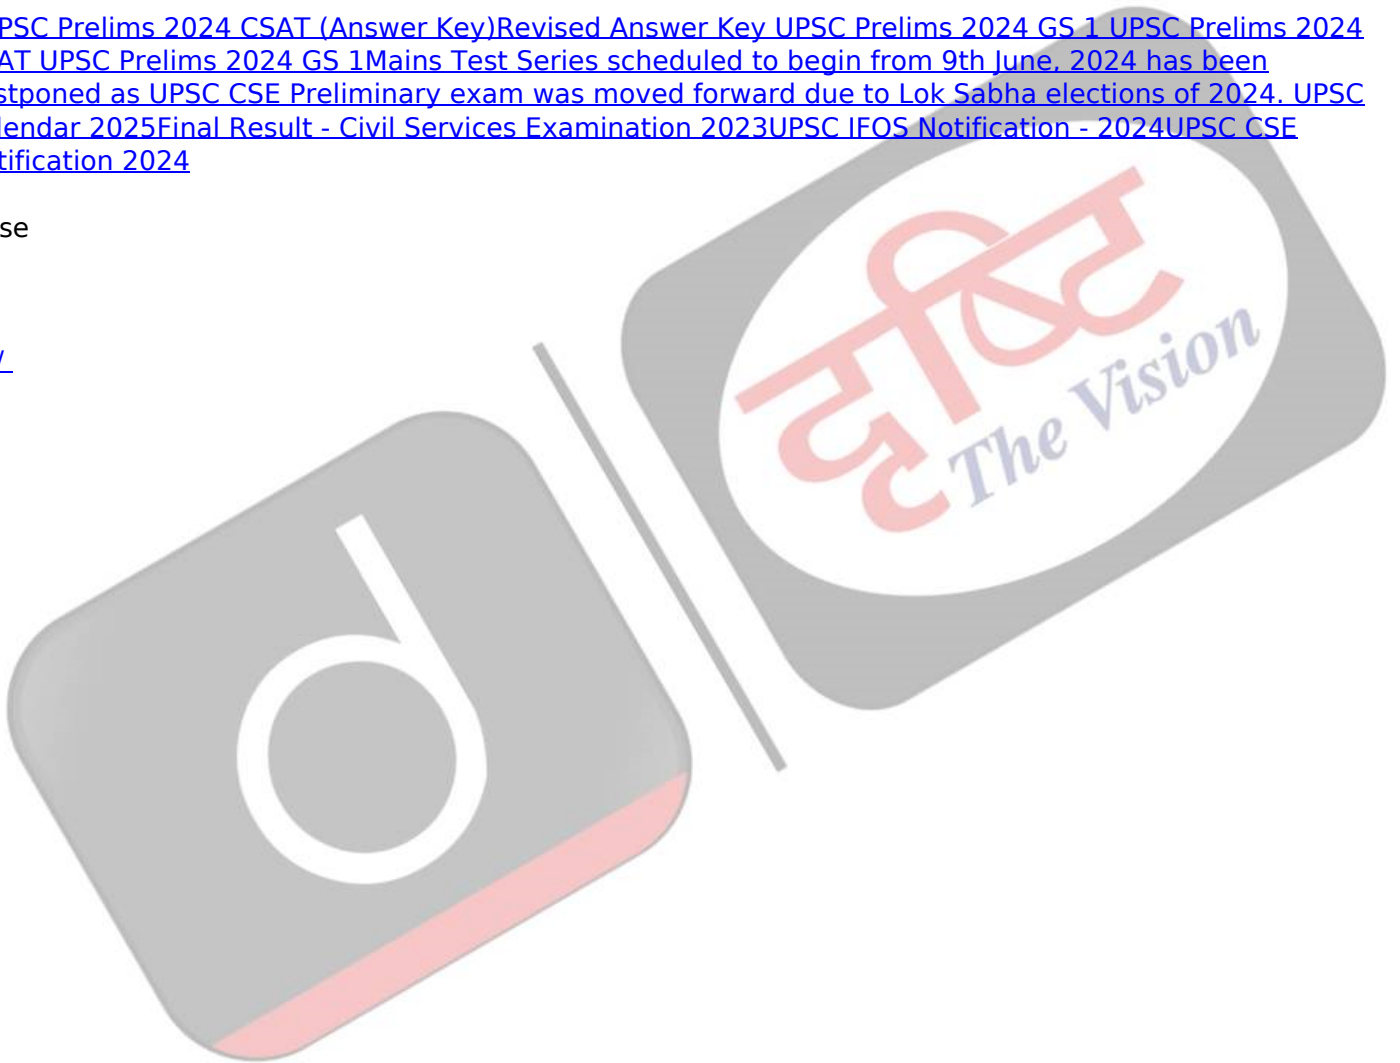 PSC Prelims 2024 CSAT (Answer Key)Revised Answer Key UPSC Prelims 2024 GS 1 UPSC Prelims 2024
AT UPSC Prelims 2024 GS 1Mains Test Series scheduled to begin from 9th June, 2024 has been
stponed as UPSC CSE Preliminary exam was moved forward due to Lok Sabha elections of 2024. UPSC
lendar 2025Final Result - Civil Services Examination 2023UPSC IFOS Notification - 2024UPSC CSE
tification 2024
se
दृष्टि
The Vision
d